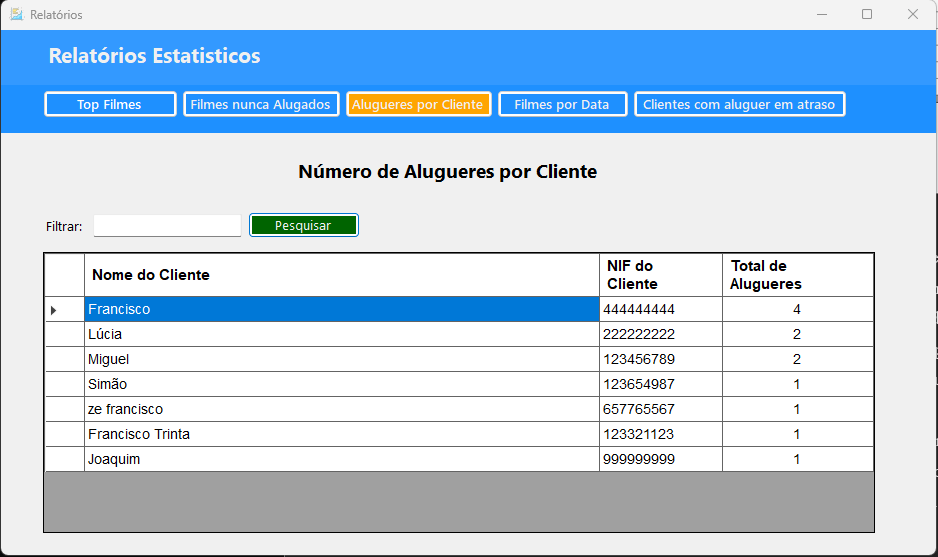 Relatórios
Relatórios Estatisticos
Top Filmes Filmes nunca Alugados Alugueres por Cliente Filmes por Data Clientes com aluguer em atraso
Número de Alugueres por Cliente
Filtrar: Pesquisar
Nome do Cliente NIF do Cliente Total de Alugueres
Francisco 444444444 4
Lúcia 222222222 2
Miguel 123456789 2
Simão 123654987 1
ze francisco 657765567 1
Francisco Trinta 123321123 1
Joaquim 999999999 1